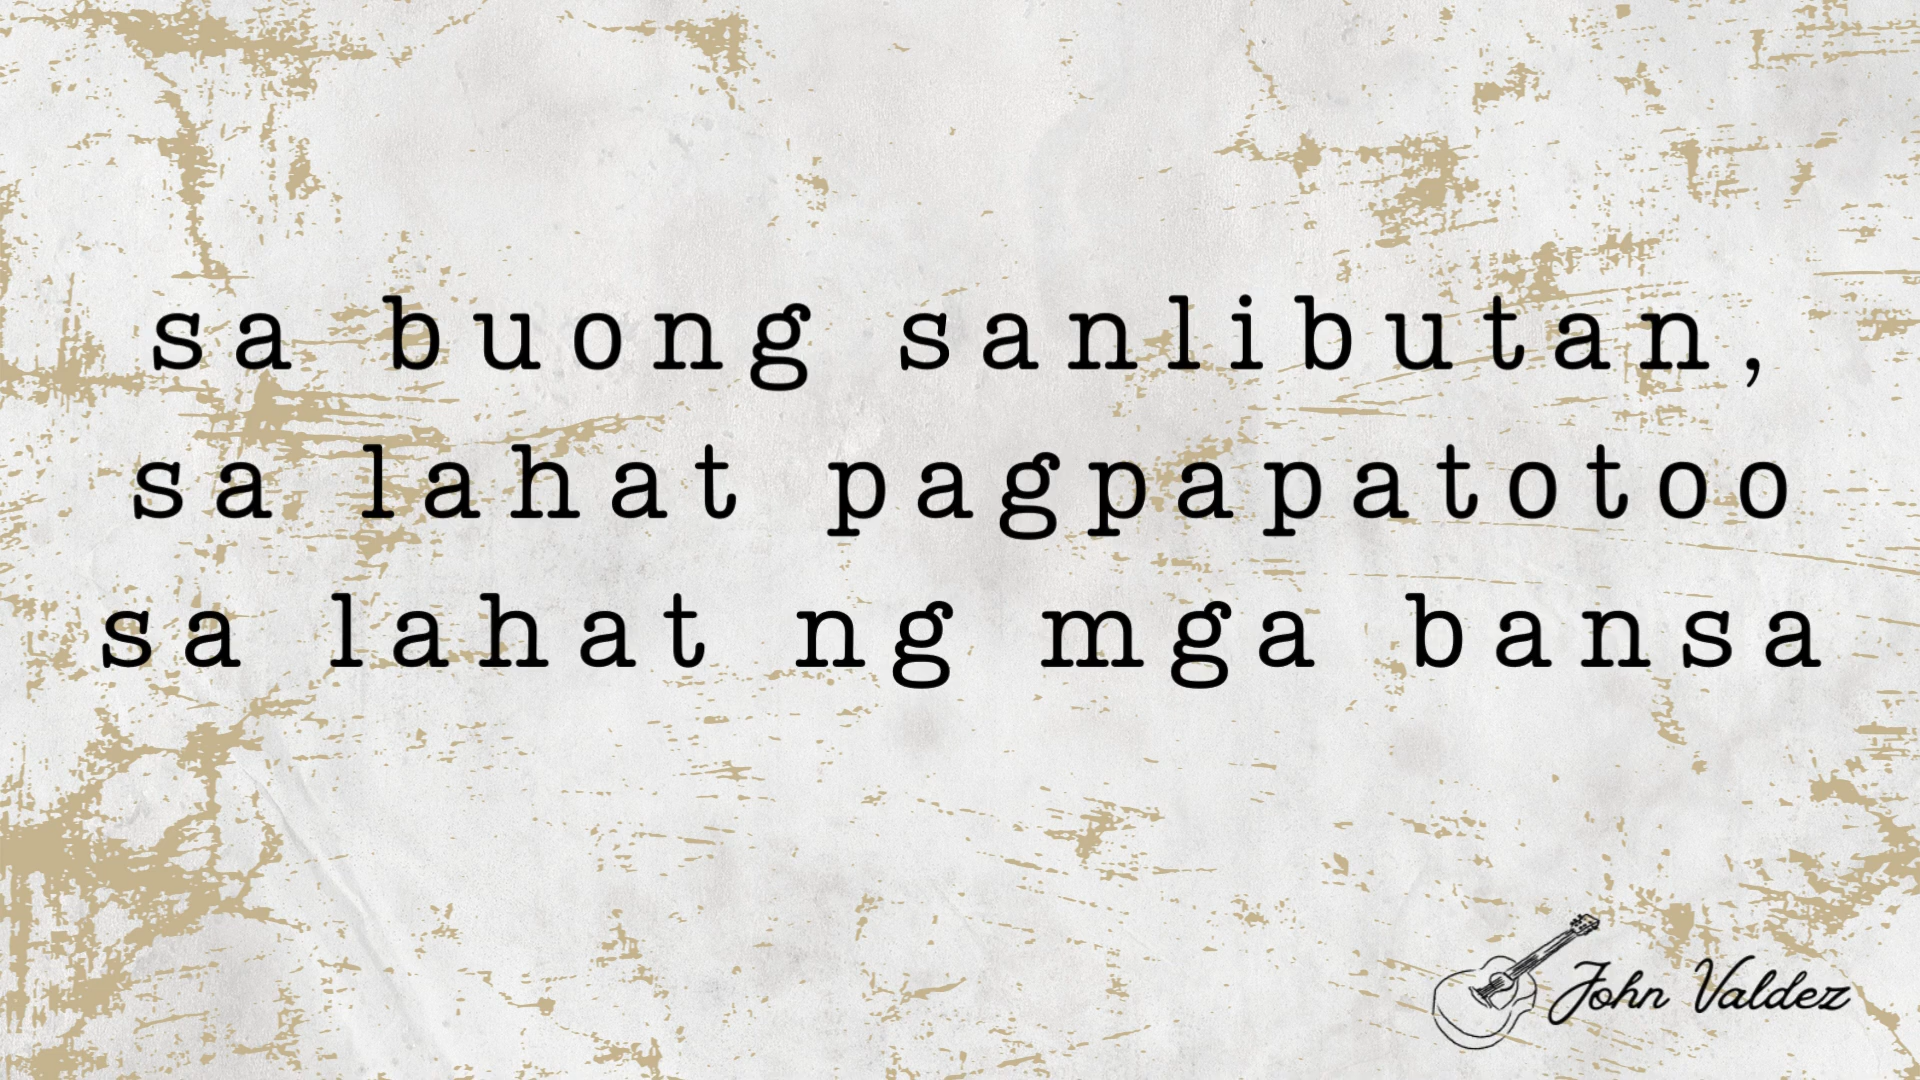 sa buong sanlibutan,
sa lahat pagpapatotoo
sa lahat ng mga bansa
John Valdez